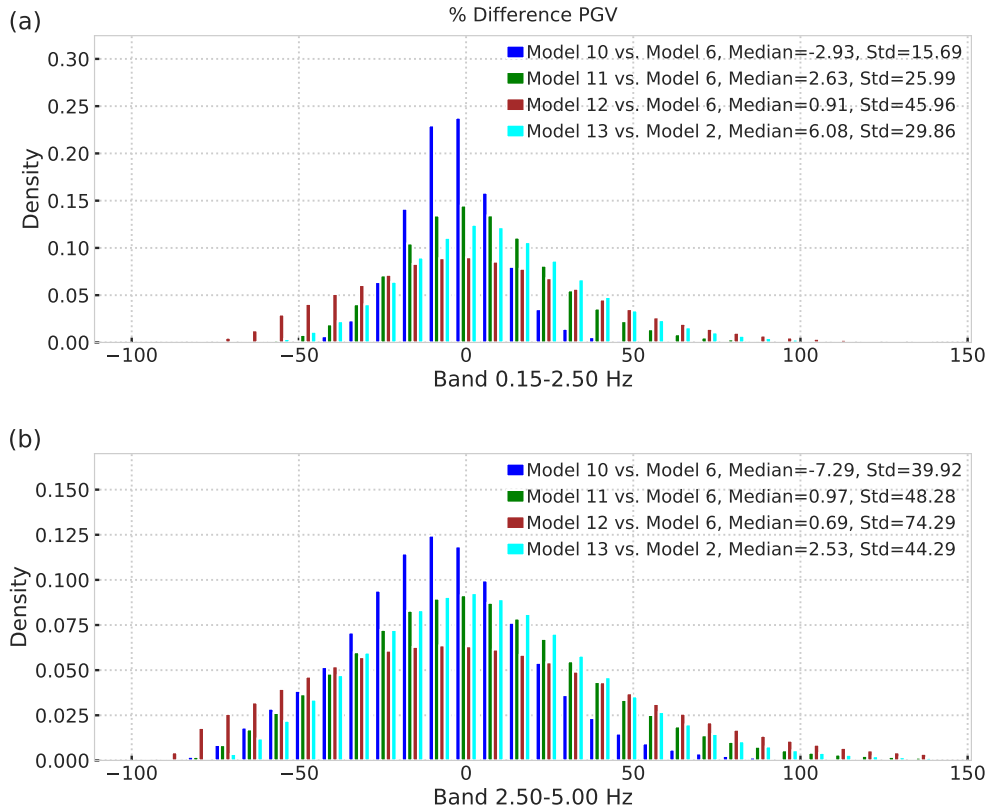 (a)
% Difference PGV
Model 10 vs. Model 6, Median=-2.93, Std=15.69
Model 11 vs. Model 6, Median=2.63, Std=25.99
Model 12 vs. Model 6, Median=0.91, Std=45.96
Model 13 vs. Model 2, Median=6.08, Std=29.86
Density
0.30
0.25
0.20
0.15
0.10
0.05
0.00
−100 −50 0 50 100 150
Band 0.15-2.50 Hz
(b)
Model 10 vs. Model 6, Median=-7.29, Std=39.92
Model 11 vs. Model 6, Median=0.97, Std=48.28
Model 12 vs. Model 6, Median=0.69, Std=74.29
Model 13 vs. Model 2, Median=2.53, Std=44.29
Density
0.150
0.125
0.100
0.075
0.050
0.025
0.000
−100 −50 0 50 100 150
Band 2.50-5.00 Hz